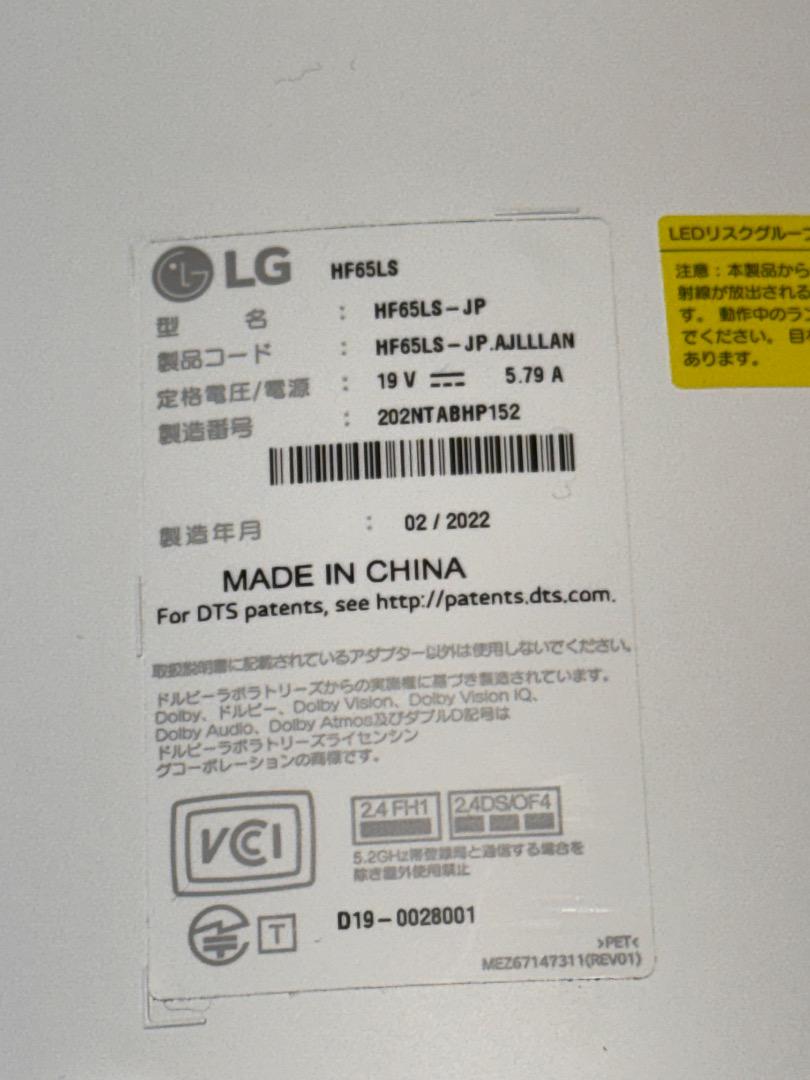 LG HF65LS
型 名 : HF65LS-JP
製品コード : HF65LS-JP.AJLLLAN
定格電圧/電源 : 19 V 5.79 A
製造番号 : 202NTABHP152
製造年月 : 02 / 2022
MADE IN CHINA
For DTS patents, see http://patents.dts.com.
取扱説明書に記載されているアダプター以外は使用しないでください。
ドルビーラボラトリーズからの実施権に基づき製造されています。
Dolby、ドルビー、Dolby Vision、Dolby Vision IQ、
Dolby Audio、Dolby Atmos及びダブルD記号は
ドルビーラボラトリーズライセンシン
グコーポレーションの商標です。
VCCI
2.4 FH1 2.4DS/OF4
5.2GHz帯登録局と通信する場合を
除き屋外使用禁止
T D19-0028001
>PET<
MEZ67147311(REV01)
LEDリスクグループ
注意：本製品から
射線が放出される
す。動作中のラン
でください。目
あります。